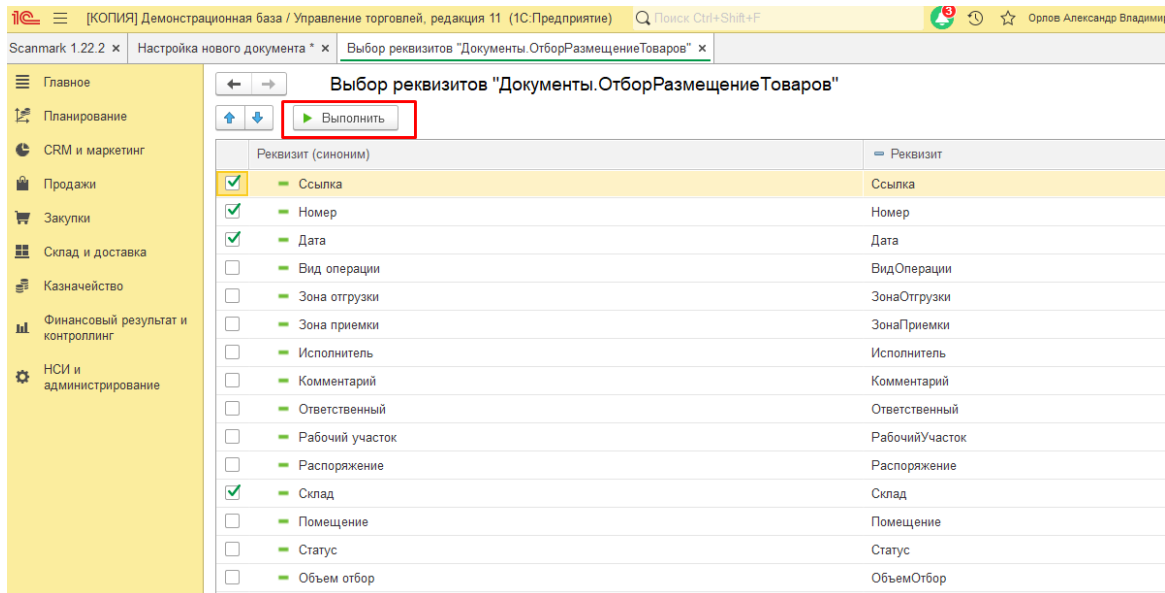 1С [КОПИЯ] Демонстрационная база / Управление торговлей, редакция 11 (1С:Предприятие) Поиск Ctrl+Shift+F 3 Орлов Александр Владими
Scanmark 1.22.2 × Настройка нового документа * × Выбор реквизитов "Документы.ОтборРазмещениеТоваров" ×
Главное
Планирование
CRM и маркетинг
Продажи
Закупки
Склад и доставка
Казначейство
Финансовый результат и
контроллинг
НСИ и
администрирование
Выбор реквизитов "Документы.ОтборРазмещениеТоваров"
Выполнить
Реквизит (синоним) Реквизит
Ссылка Ссылка
Номер Номер
Дата Дата
Вид операции ВидОперации
Зона отгрузки ЗонаОтгрузки
Зона приемки ЗонаПриемки
Исполнитель Исполнитель
Комментарий Комментарий
Ответственный Ответственный
Рабочий участок РабочийУчасток
Распоряжение Распоряжение
Склад Склад
Помещение Помещение
Статус Статус
Объем отбор ОбъемОтбор